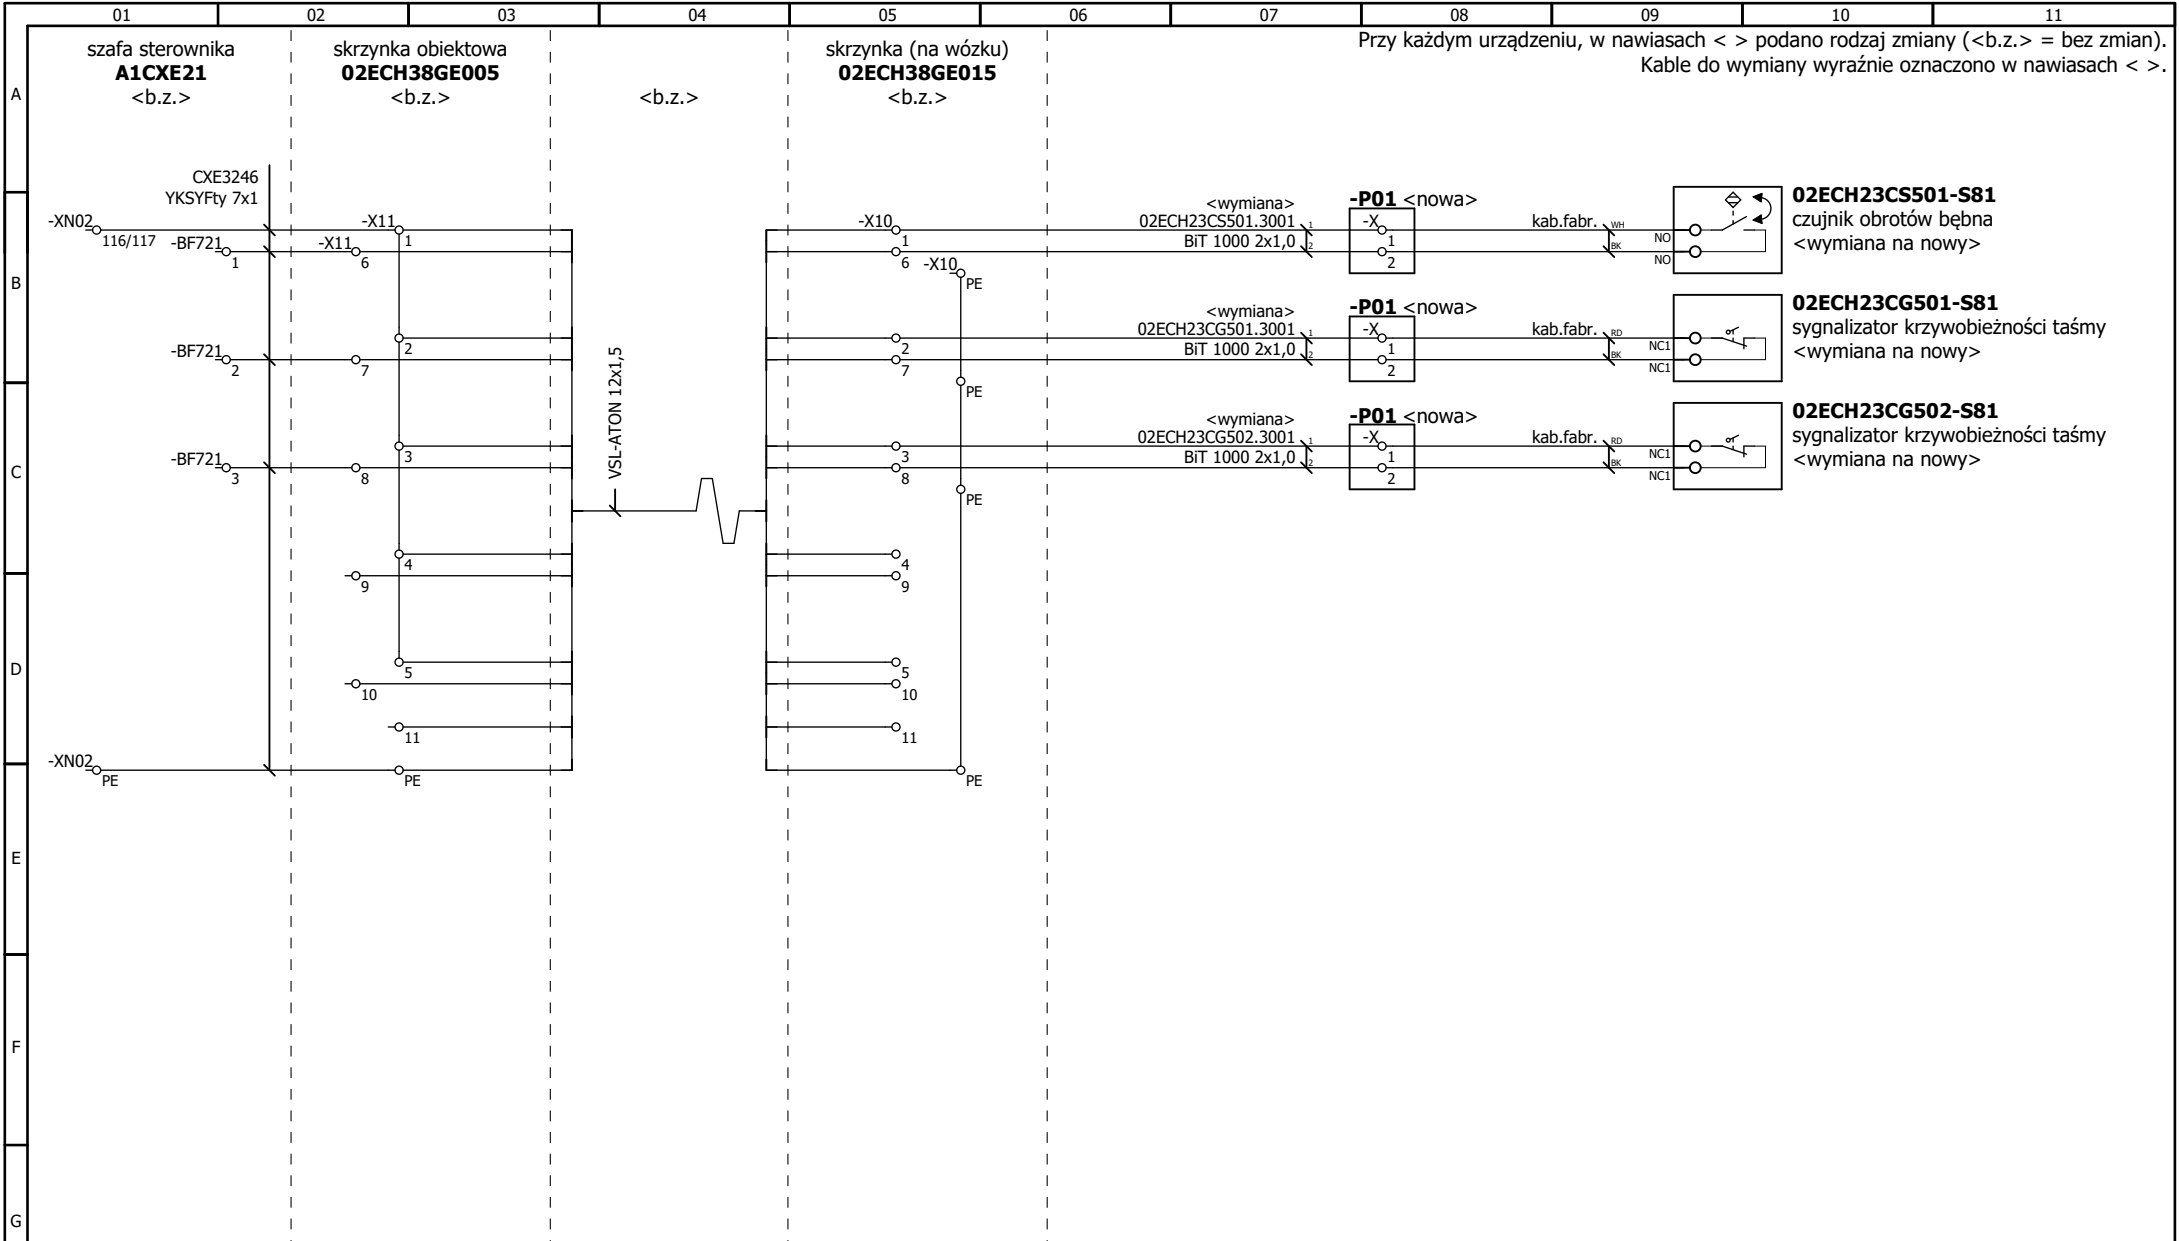 01 02 03 04 05 06 07 08 09 10 11
A
B
C
D
E
F
G
szafa sterownika
A1CXE21
<b.z.>
skrzynka obiektowa
02ECH38GE005
<b.z.>
<b.z.>
skrzynka (na wózku)
02ECH38GE015
<b.z.>
Przy każdym urządzeniu, w nawiasach < > podano rodzaj zmiany (<b.z.> = bez zmian).
Kable do wymiany wyraźnie oznaczono w nawiasach < >.
CXE3246
YKSYFty 7x1
-XN02
116/117
-BF721
1
-X11
1
-X11
6
-BF721
2
2
7
-BF721
3
3
8
4
9
5
10
11
-XN02
PE
PE
VSL-ATON 12x1,5
-X10
1
6
-X10
PE
2
7
PE
3
8
PE
4
9
5
10
11
PE
<wymiana>
02ECH23CS501.3001
BiT 1000 2x1,0
1
2
-P01 <nowa>
-X
1
2
kab.fabr.
WH
BK
NO
NO
02ECH23CS501-S81
czujnik obrotów bębna
<wymiana na nowy>
<wymiana>
02ECH23CG501.3001
BiT 1000 2x1,0
1
2
-P01 <nowa>
-X
1
2
kab.fabr.
RD
BK
NC1
NC1
02ECH23CG501-S81
sygnalizator krzywobieżności taśmy
<wymiana na nowy>
<wymiana>
02ECH23CG502.3001
BiT 1000 2x1,0
1
2
-P01 <nowa>
-X
1
2
kab.fabr.
RD
BK
NC1
NC1
02ECH23CG502-S81
sygnalizator krzywobieżności taśmy
<wymiana na nowy>